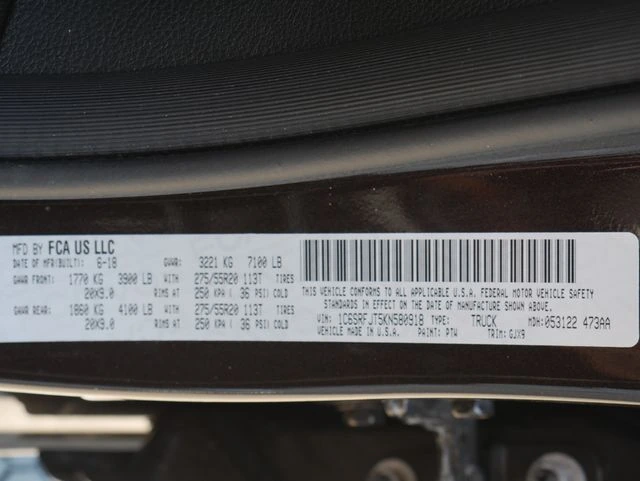 MFD BY FCA US LLC
DATE OF MFR(BUILT): 6-18 GVWR: 3221 KG 7100 LB
GAWR FRONT: 1770 KG 3900 LB WITH 275/55R20 113T TIRES
20X9.0 RIMS AT 250 KPA ( 36 PSI) COLD
GAWR REAR: 1860 KG 4100 LB WITH 275/55R20 113T TIRES
20X9.0 RIMS AT 250 KPA ( 36 PSI) COLD
THIS VEHICLE CONFORMS TO ALL APPLICABLE U.S.A. FEDERAL MOTOR VEHICLE SAFETY
STANDARDS IN EFFECT ON THE DATE OF MANUFACTURE SHOWN ABOVE.
VIN: 1C6SRFJT5KN580918 TYPE: TRUCK MDH: 053122 473AA
VEHICLE MADE IN U.S.A. PAINT: PTW TRIM: GJX9